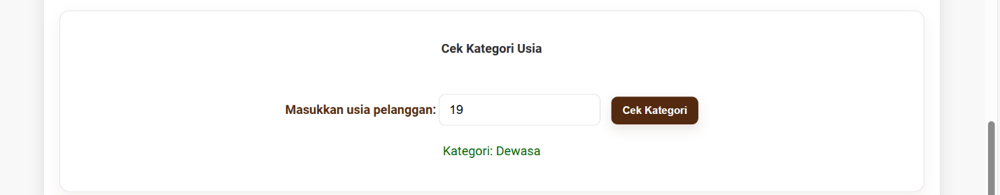 Cek Kategori Usia
Masukkan usia pelanggan: 19 Cek Kategori
Kategori: Dewasa